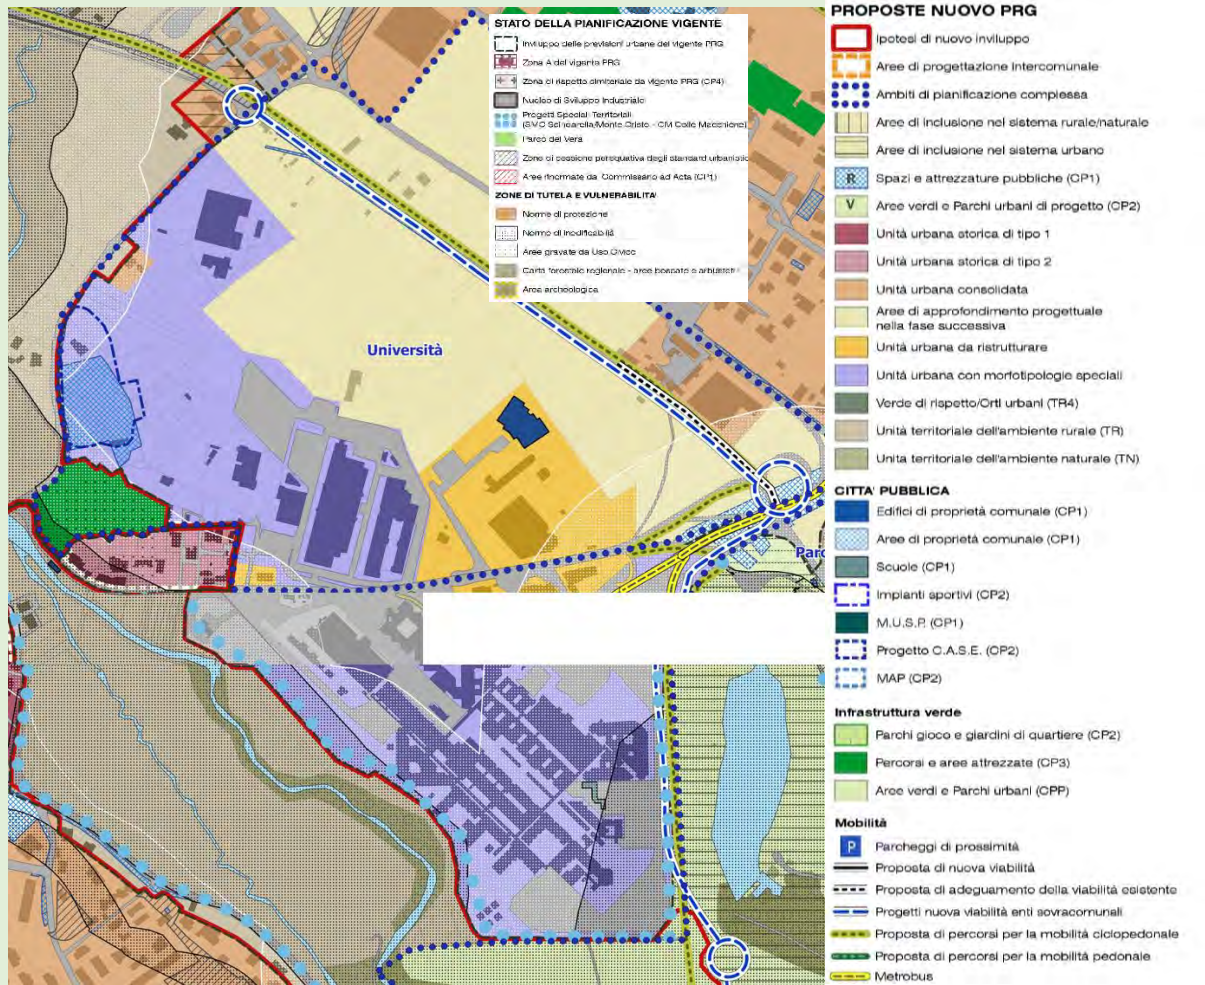 STATO DELLA PIANIFICAZIONE VIGENTE
Inviluppo delle previsioni urbane del vigente PRG
Zona A del vigente PRG
Zona di rispetto cimiteriale da vigente PRG (CP4)
Nucleo di Sviluppo Industriale
Progetti Speciali Territoriali
Parco del Vera
Zone di cessione perequativa degli standard urbanistici
Aree rinormate da Commissario ad Acta (CP1)
ZONE DI TUTELA E VULNERABILITA'
Norme di protezione
Norme di inedificabilità
Aree gravate da Uso Civico
Carta forestale regionale - aree boscate e arbusteti
Area archeologica
Università
Parc
PROPOSTE NUOVO PRG
Ipotesi di nuovo inviluppo
Aree di progettazione intercomunale
Ambiti di pianificazione complessa
Aree di inclusione nel sistema rurale/naturale
Aree di inclusione nel sistema urbano
R Spazi e attrezzature pubbliche (CP1)
V Aree verdi e Parchi urbani di progetto (CP2)
Unità urbana storica di tipo 1
Unità urbana storica di tipo 2
Unità urbana consolidata
Aree di approfondimento progettuale
nella fase successiva
Unità urbana da ristrutturare
Unità urbana con morfotipologie speciali
Verde di rispetto/Orti urbani (TR4)
Unità territoriale dell'ambiente rurale (TR)
Unita territoriale dell'ambiente naturale (TN)
CITTA' PUBBLICA
Edifici di proprietà comunale (CP1)
Aree di proprietà comunale (CP1)
Scuole (CP1)
Impianti sportivi (CP2)
M.U.S.P. (CP1)
Progetto C.A.S.E. (CP2)
MAP (CP2)
Infrastruttura verde
Parchi gioco e giardini di quartiere (CP2)
Percorsi e aree attrezzate (CP3)
Aree verdi e Parchi urbani (CPP)
Mobilità
P Parcheggi di prossimità
Proposta di nuova viabilità
Proposta di adeguamento della viabilità esistente
Progetti nuova viabilità enti sovracomunali
Proposta di percorsi per la mobilità ciclopedonale
Proposta di percorsi per la mobilità pedonale
Metrobus